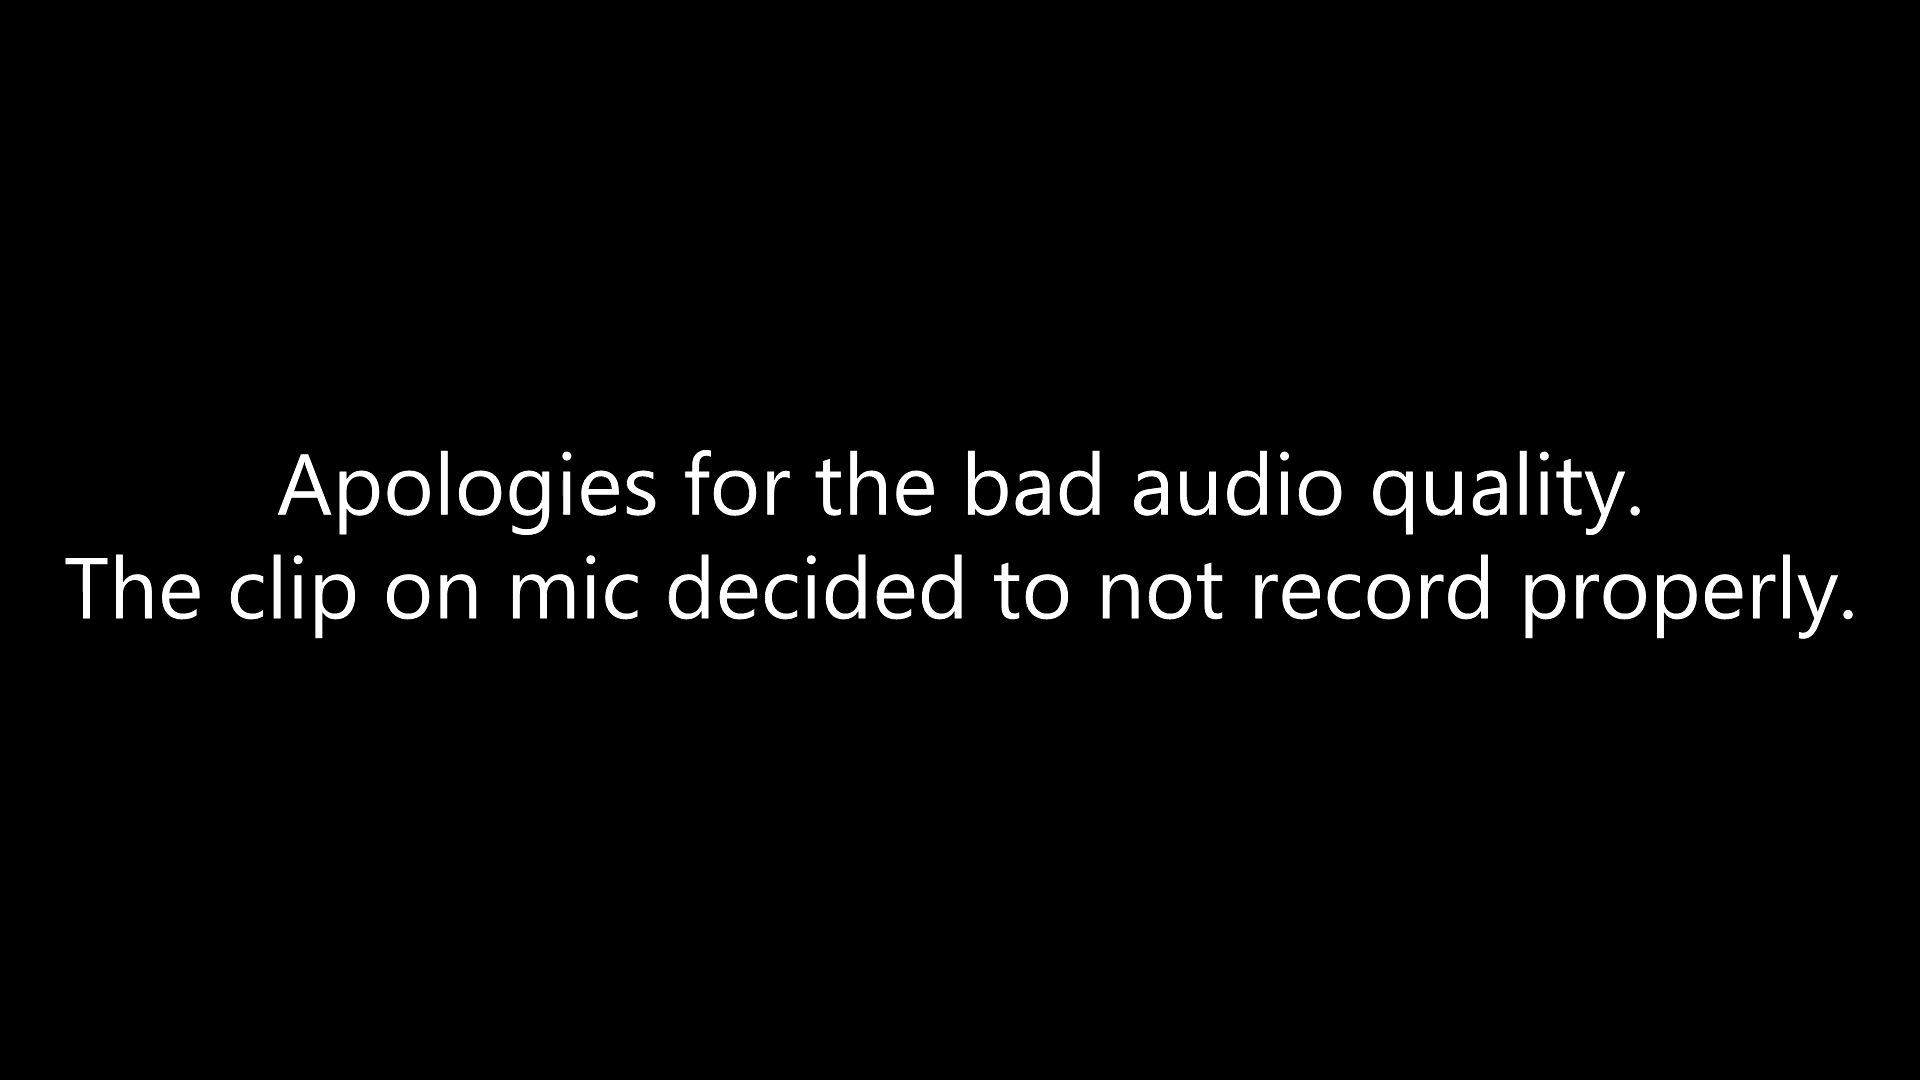 Apologies for the bad audio quality.
The clip on mic decided to not record properly.